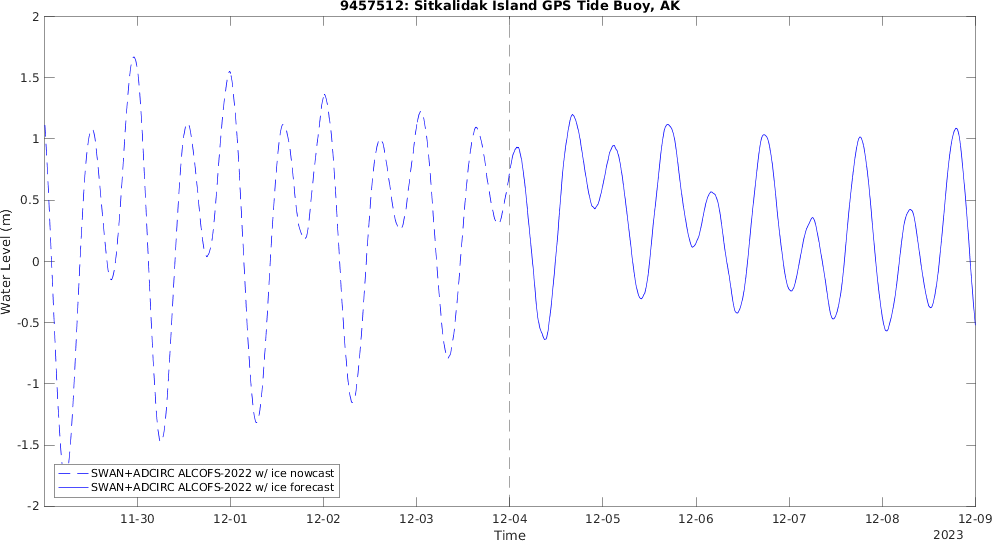 9457512: Sitkalidak Island GPS Tide Buoy, AK
2
1.5
1
0.5
0
-0.5
-1
-1.5
-2
Water Level (m)
SWAN+ADCIRC ALCOFS-2022 w/ ice nowcast
SWAN+ADCIRC ALCOFS-2022 w/ ice forecast
11-30 12-01 12-02 12-03 12-04 12-05 12-06 12-07 12-08 12-09
Time
2023